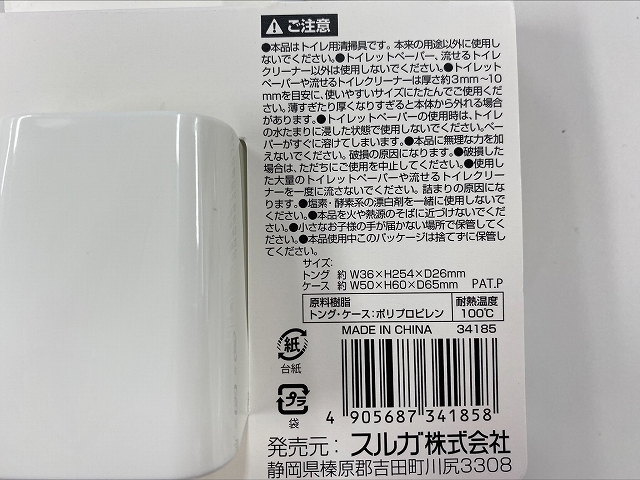 ご注意
●本品はトイレ用清掃具です。本来の用途以外に使用し
ないでください。●トイレットペーパー、流せるトイレ
クリーナー以外は使用しないでください。●トイレット
ペーパーや流せるトイレクリーナーは厚さ約3mm〜10
mmを目安に、使いやすいサイズにたたんでご使用くだ
さい。薄すぎたり厚くなりすぎると本体から外れる場合
があります。●トイレットペーパーの使用時は、トイレ
の水たまりに浸した状態で使用しないでください。ペー
パーがすぐに溶けてしまいます。●本品に無理な力を加
えないでください。破損の原因になります。●破損した
場合は、ただちにご使用を中止してください。●使用し
た大量のトイレットペーパーや流せるトイレクリー
ナーを一度に流さないでください。詰まりの原因にな
ります。●塩素・酵素系の漂白剤を一緒に使用しない
でください。●本品を火や熱源のそばに近づけないでく
ださい。●小さなお子様の手が届かない場所で保管して
ください。●本品使用中このパッケージは捨てずに保管し
てください。
サイズ:
トング 約 W36×H254×D26mm
ケース 約 W50×H60×D65mm PAT.P
原料樹脂
トング・ケース:ポリプロピレン
耐熱温度
100℃
MADE IN CHINA 34185
紙
台紙
プラ
袋
4 905687 341858
発売元: スルガ株式会社
静岡県榛原郡吉田町川尻3308